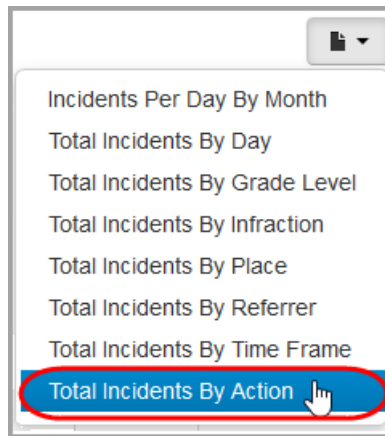 Incidents Per Day By Month
Total Incidents By Day
Total Incidents By Grade Level
Total Incidents By Infraction
Total Incidents By Place
Total Incidents By Referrer
Total Incidents By Time Frame
Total Incidents By Action